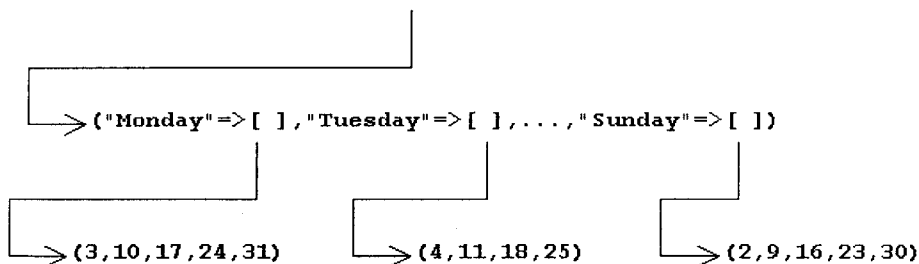 ("Monday"=>[ ],"Tuesday"=>[ ],...,"Sunday"=>[ ])
(3,10,17,24,31) (4,11,18,25) (2,9,16,23,30)